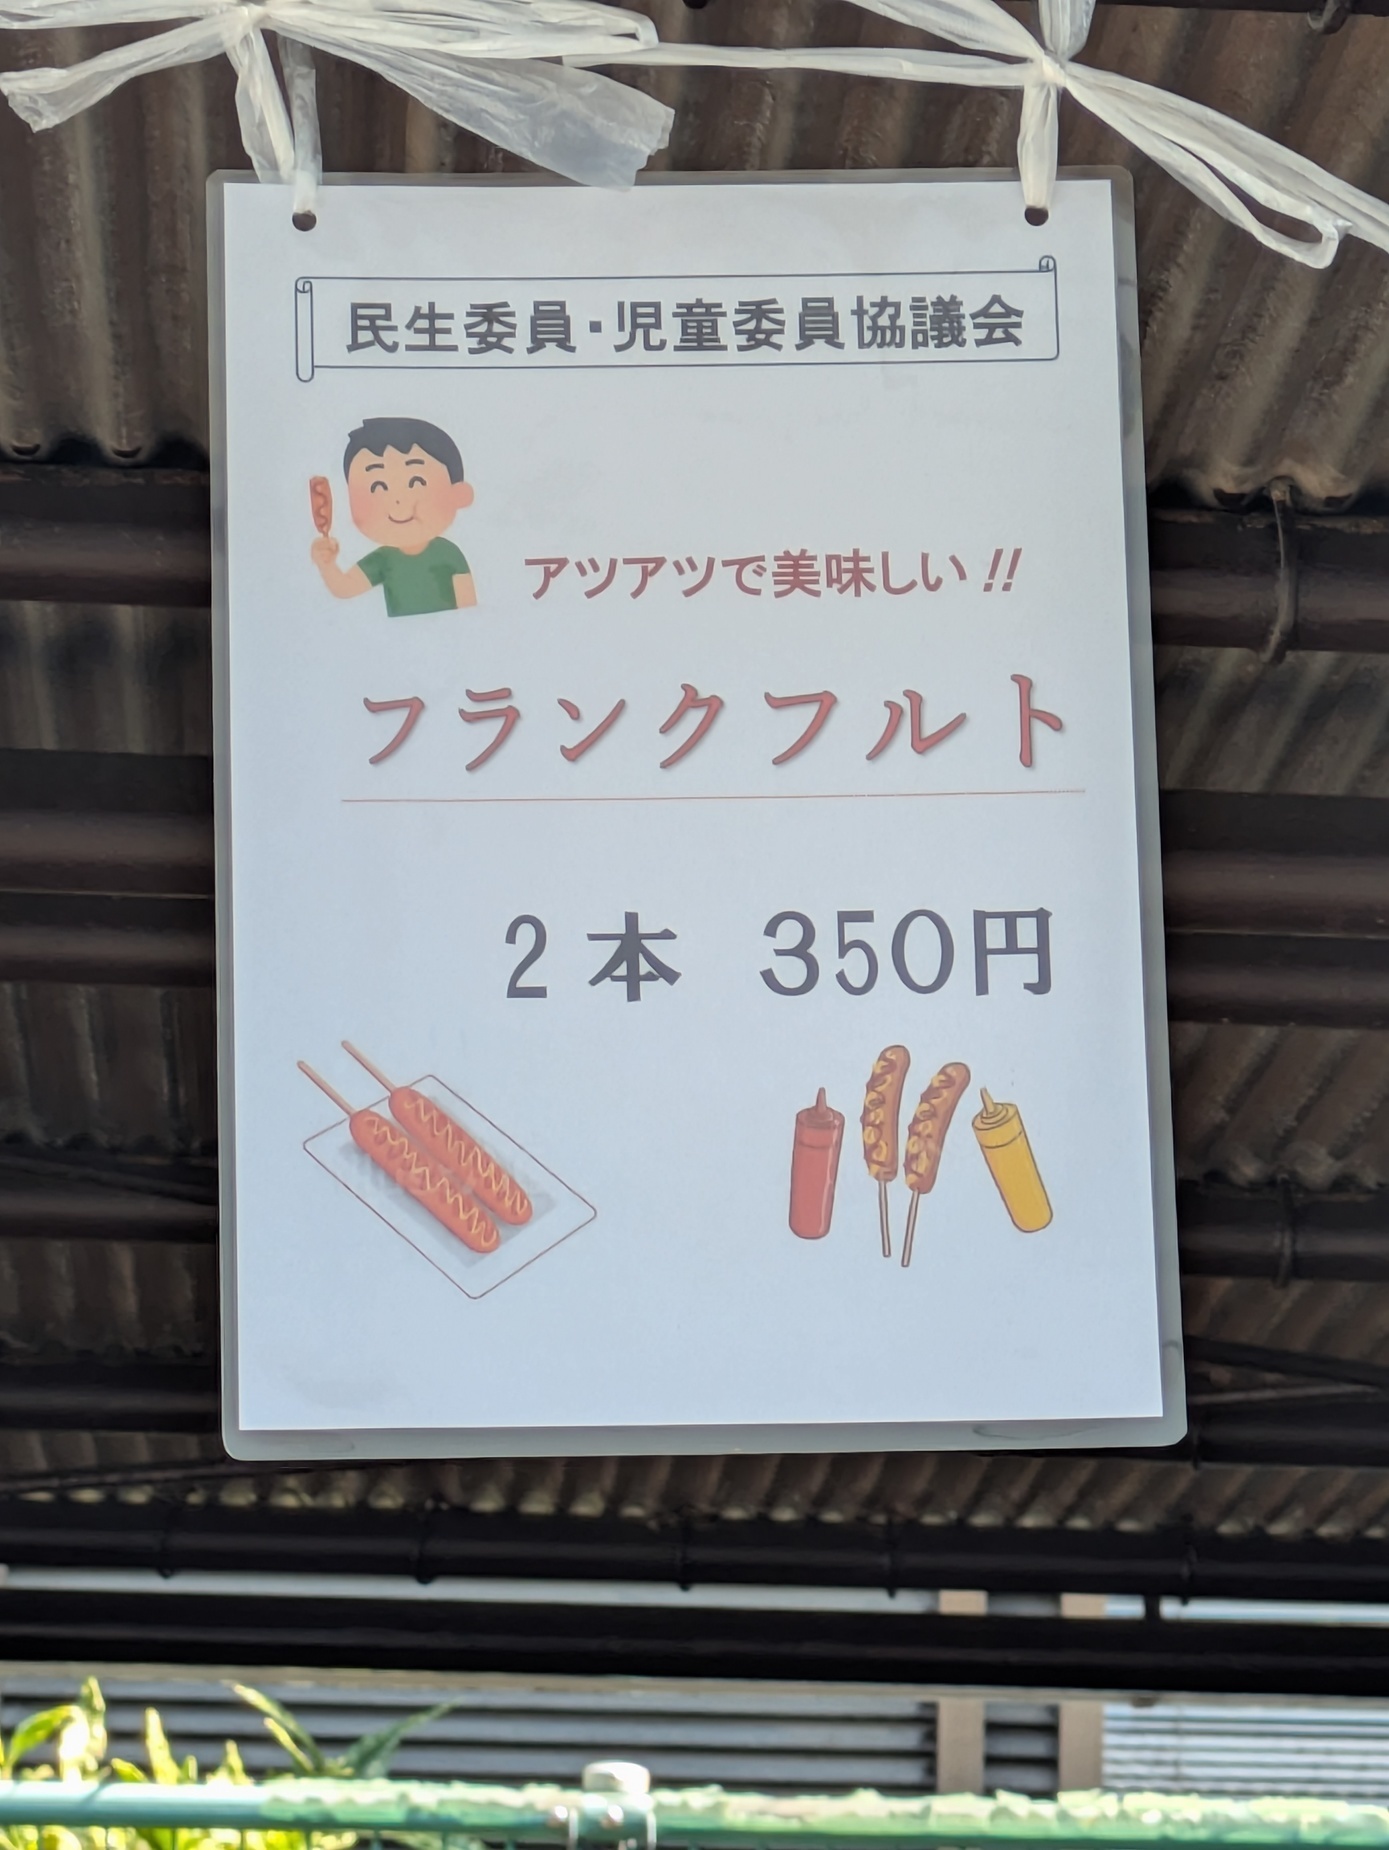 民生委員・児童委員協議会
アツアツで美味しい!!
フランクフルト
2本 350円